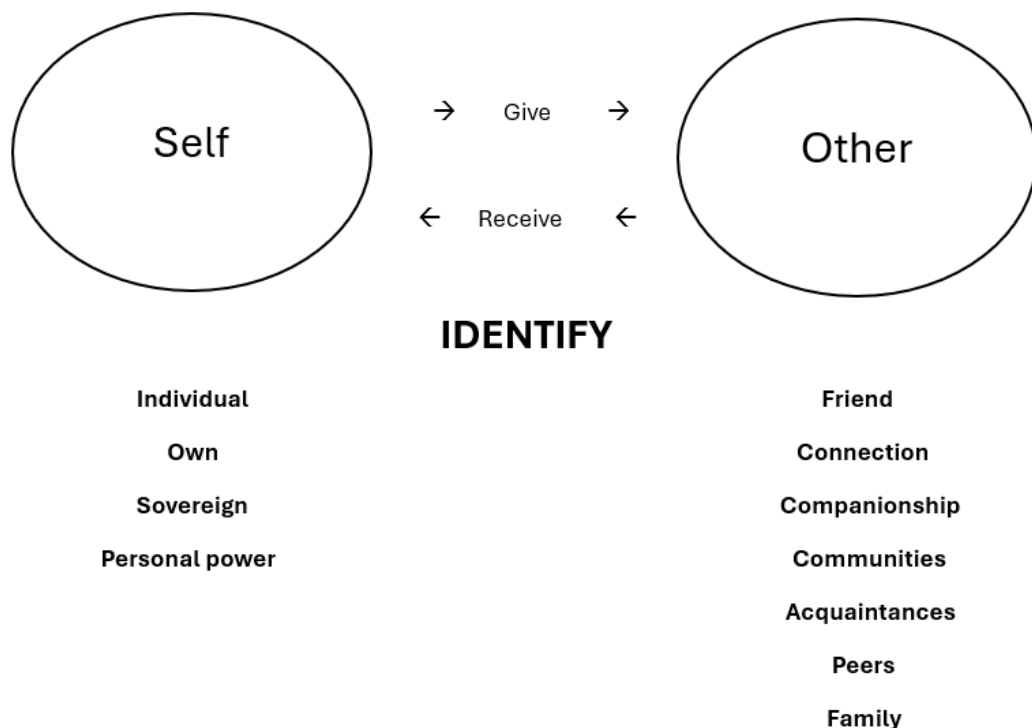 Self
→ Give →
Other
← Receive ←
IDENTIFY
Individual
Own
Sovereign
Personal power
Friend
Connection
Companionship
Communities
Acquaintances
Peers
Family